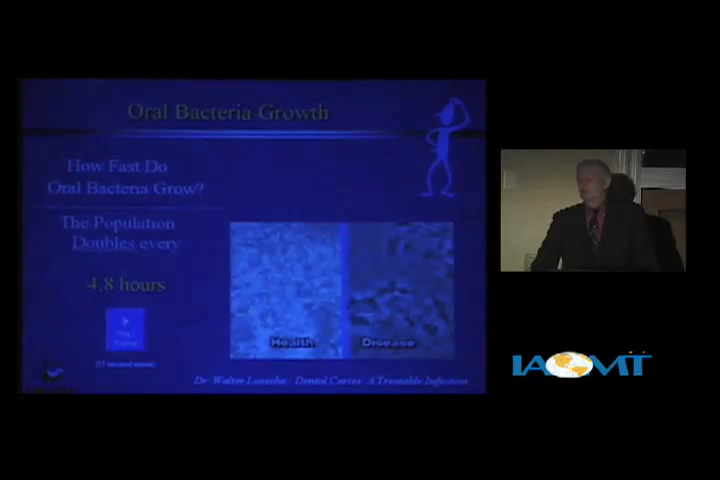 Oral Bacteria Growth
How Fast Do
Oral Bacteria Grow?
The Population
Doubles every
4.8 hours
Health
Disease
Dr. Walter Loesche: Dental Caries: A Treatable Infection
IAOMT